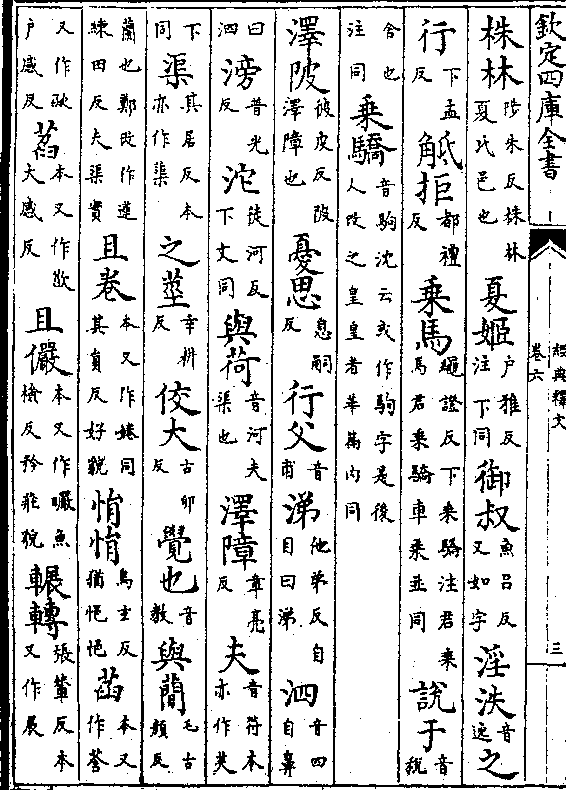 欽定四庫全書
經典釋文
卷六
三
株林陟朱反株林夏氏邑也夏姬戶雅反注下同御叔魚呂反又如字淫泆音逸之
行下孟反觝拒都禮反乘馬繩證反下乘驕注君乘馬君乘騎車乘並同說于音稅
舍也注同乘驕音駒沈云或作駒字是後人改之皇皇者華篇內同
澤陂彼皮反陂澤障也憂思息嗣反行父音甫涕他弟反自目曰涕泗音四自鼻
曰泗滂普光反沱徒河反下文同與荷音河夫渠也澤障章亮反夫音符本亦作芙
下同渠其居反本亦作蕖之莖幸耕反佼大古卯反覺也音教與蕑毛古顏反
蘭也鄭改作蓮練田反夫渠實且卷本又作婘同其員反好貌悁悁烏玄反猶悒悒菡本又作莟
又作欿戶感反萏本又作歁大感反且儼本又作曮魚檢反矜莊貌輾轉張輦反本又作展